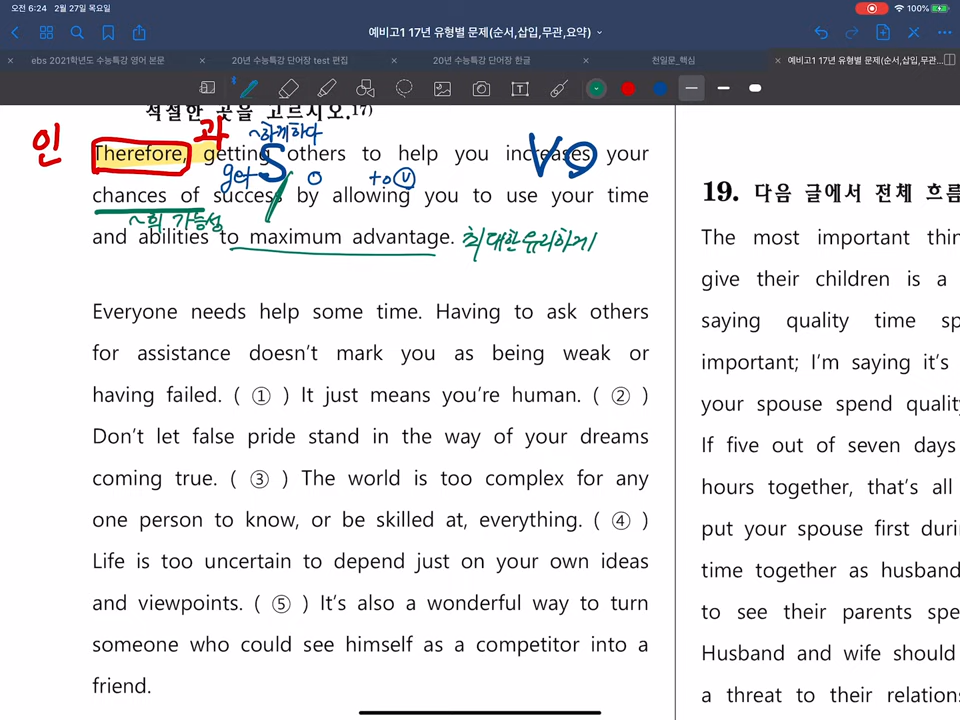 오전 6:24 2월 27일 목요일
100%
예비고1 17년 유형별 문제(순서,삽입,무관,요약)
ebs 2021학년도 수능특강 영어 본문
20년 수능특강 단어장 test 편집
20년 수능특강 단어장 한글
천일문_핵심
예비고1 17년 유형별 문제(순서,삽입,무관,요약...
적절한 곳을 고르시오.17)
인 과 ~하게하다 S V O
Therefore, getting others to help you increases your
get O to V
chances of success by allowing you to use your time
~의 가능성
and abilities to maximum advantage. 최대한 유리하게
Everyone needs help some time. Having to ask others
for assistance doesn't mark you as being weak or
having failed. ( ① ) It just means you're human. ( ② )
Don't let false pride stand in the way of your dreams
coming true. ( ③ ) The world is too complex for any
one person to know, or be skilled at, everything. ( ④ )
Life is too uncertain to depend just on your own ideas
and viewpoints. ( ⑤ ) It's also a wonderful way to turn
someone who could see himself as a competitor into a
friend.
19. 다음 글에서 전체 흐름
The most important thin
give their children is a
saying quality time sp
important; I'm saying it's
your spouse spend quality
If five out of seven days
hours together, that's all
put your spouse first durin
time together as husband
to see their parents spe
Husband and wife should
a threat to their relation